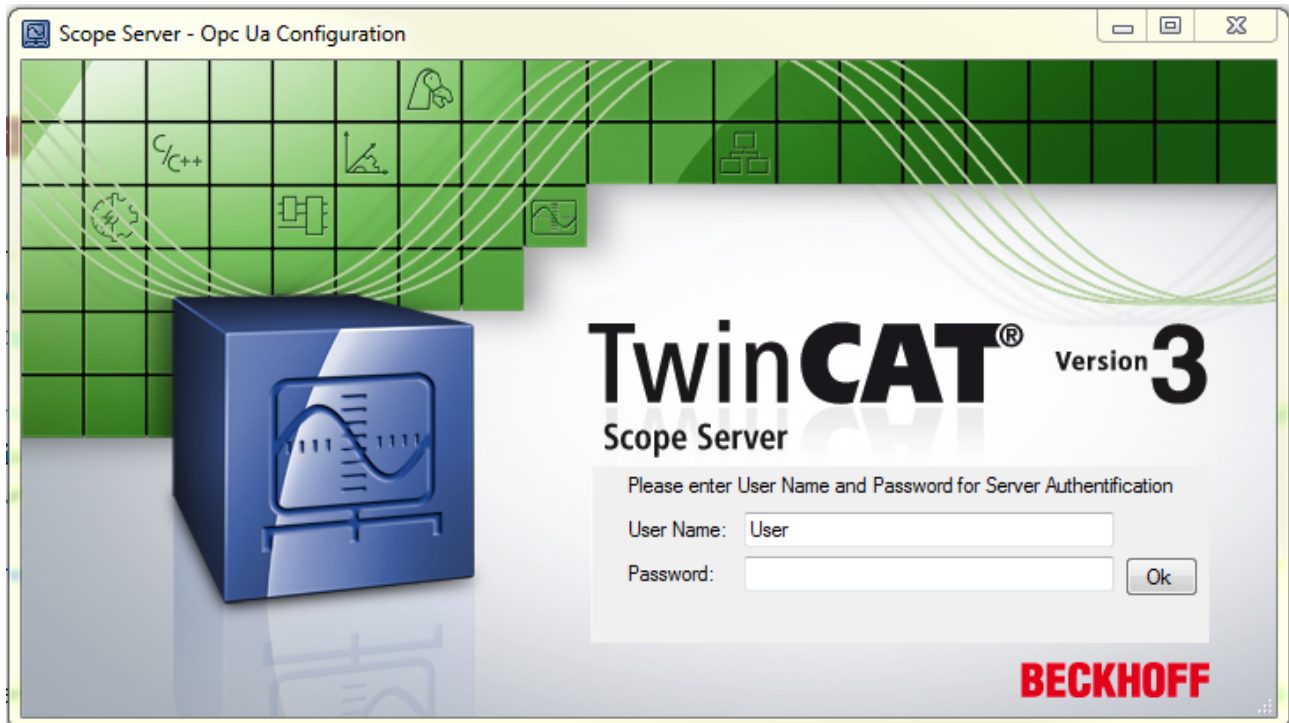 Scope Server - Opc Ua Configuration
C/C++
TwinCAT® Version 3
Scope Server
Please enter User Name and Password for Server Authentification
User Name: User
Password:
Ok
BECKHOFF